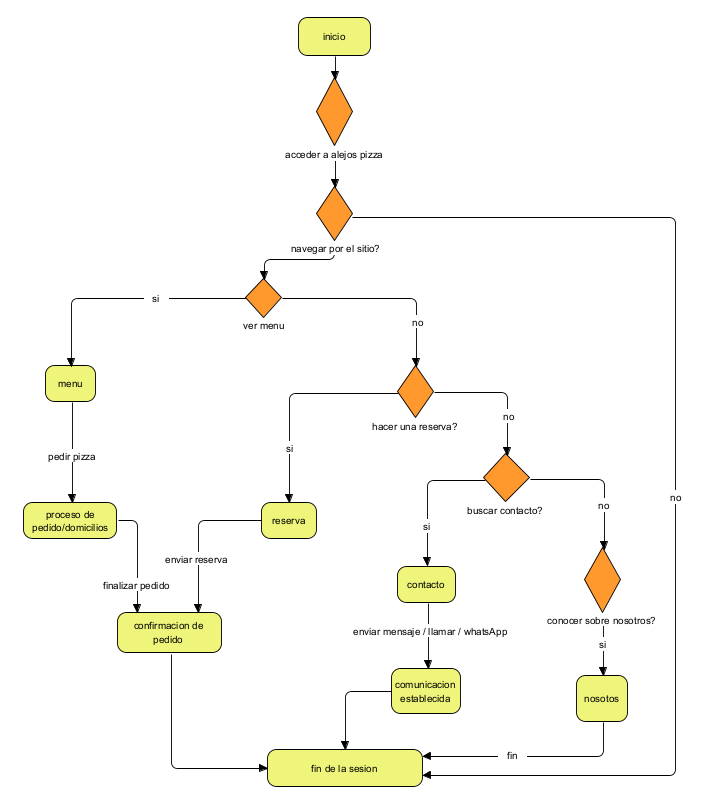 inicio
acceder a alejos pizza
navegar por el sitio?
si
ver menu
no
menu
hacer una reserva?
no
si
pedir pizza
no
buscar contacto?
no
proceso de
pedido/domicilios
reserva
si
enviar reserva
finalizar pedido
contacto
conocer sobre nosotros?
confirmacion de
pedido
enviar mensaje / llamar / whatsApp
si
comunicacion
establecida
nosotos
fin
fin de la sesion